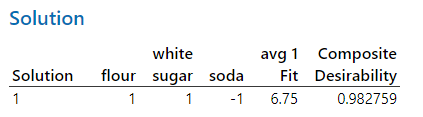 Solution
white avg 1 Composite
Solution flour sugar soda Fit Desirability
1 1 1 -1 6.75 0.982759